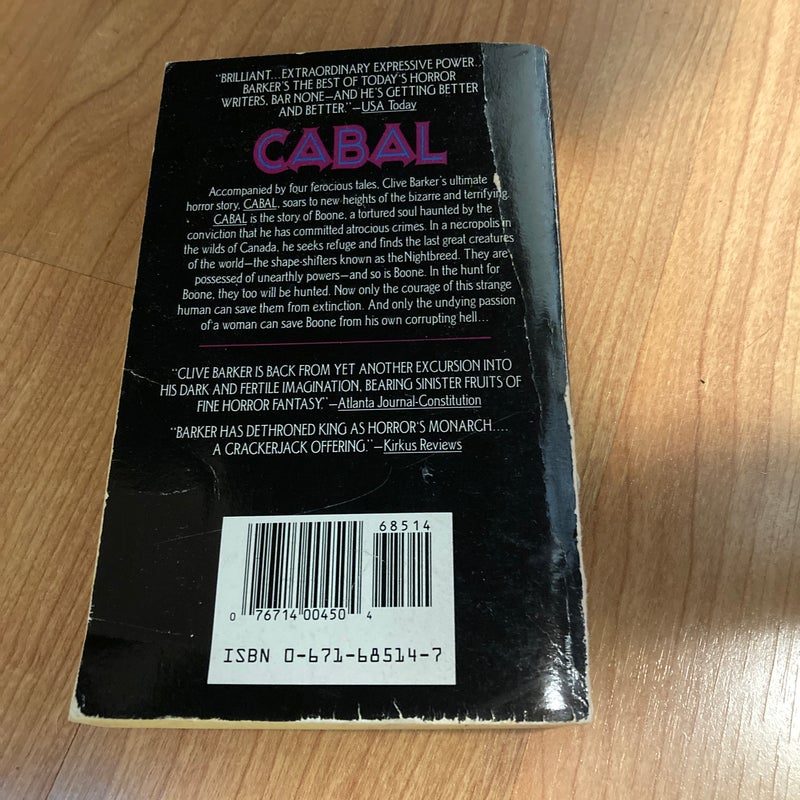 "BRILLIANT...EXTRAORDINARY EXPRESSIVE POWER...
BARKER'S THE BEST OF TODAY'S HORROR
WRITERS, BAR NONE—AND HE'S GETTING BETTER
AND BETTER."—USA Today
CABAL
Accompanied by four ferocious tales, Clive Barker's ultimate
horror story, CABAL, soars to new heights of the bizarre and terrifying.
CABAL is the story of Boone, a tortured soul haunted by the
conviction that he has committed atrocious crimes. In a necropolis in
the wilds of Canada, he seeks refuge and finds the last great creatures
of the world—the shape-shifters known as the Nightbreed. They are
possessed of unearthly powers—and so is Boone. In the hunt for
Boone, they too will be hunted. Now only the courage of this strange
human can save them from extinction. And only the undying passion
of a woman can save Boone from his own corrupting hell...
"CLIVE BARKER IS BACK FROM YET ANOTHER EXCURSION INTO
HIS DARK AND FERTILE IMAGINATION, BEARING SINISTER FRUITS OF
FINE HORROR FANTASY."—Atlanta Journal-Constitution
"BARKER HAS DETHRONED KING AS HORROR'S MONARCH....
A CRACKERJACK OFFERING."—Kirkus Reviews
68514
0 76714 00450 4
ISBN 0-671-68514-7